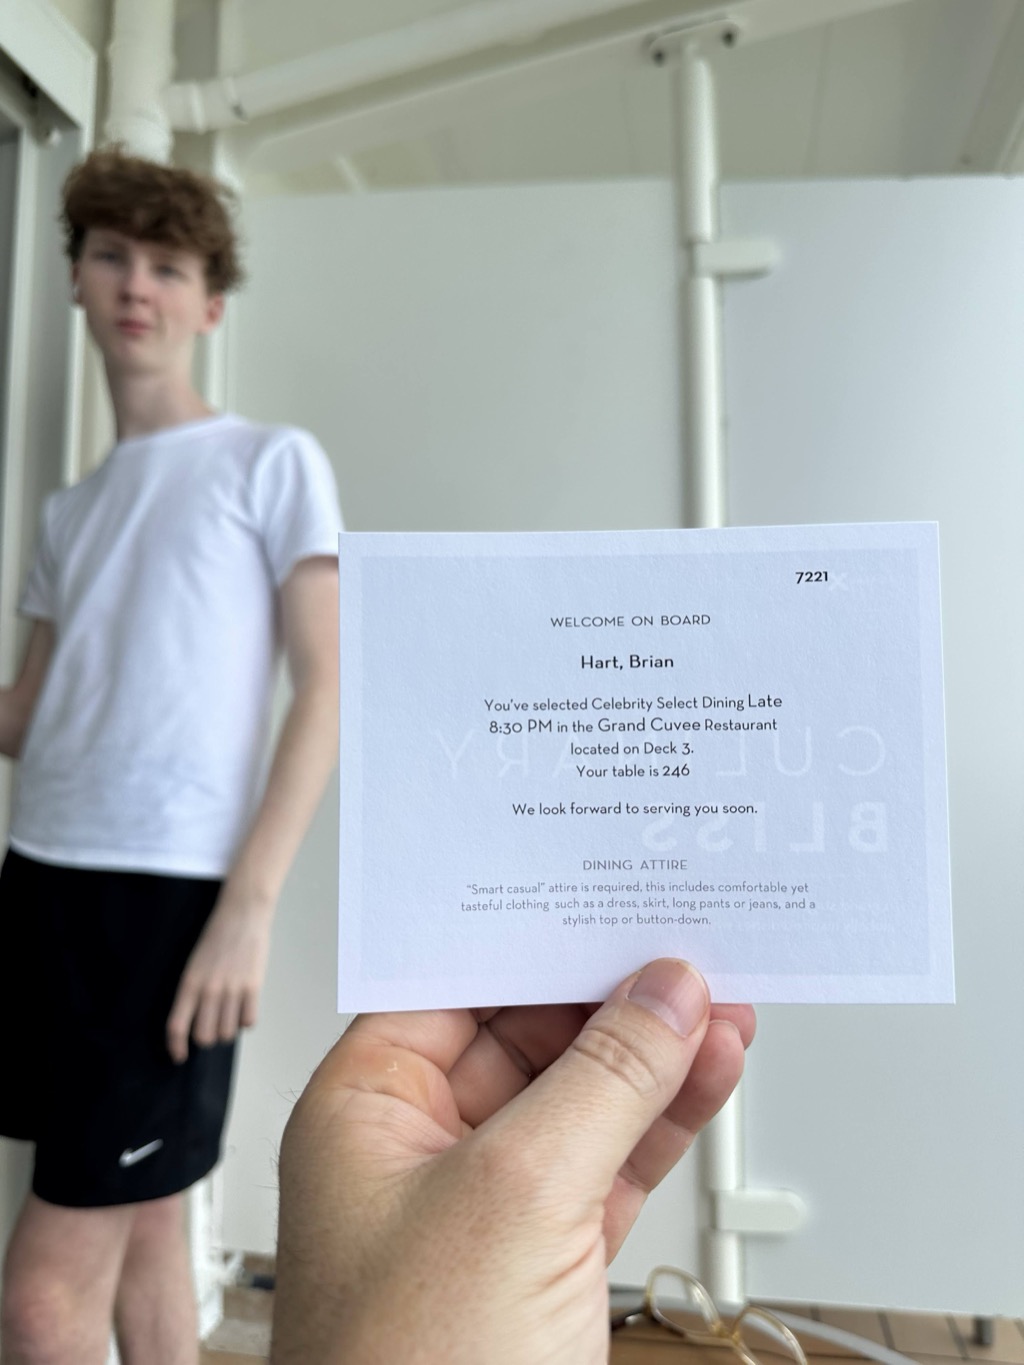 7221
WELCOME ON BOARD
Hart, Brian
You've selected Celebrity Select Dining Late
8:30 PM in the Grand Cuvee Restaurant
located on Deck 3.
Your table is 246
We look forward to serving you soon.
DINING ATTIRE
"Smart casual" attire is required, this includes comfortable yet
tasteful clothing such as a dress, skirt, long pants or jeans, and a
stylish top or button-down.
CULINARY
BLISS